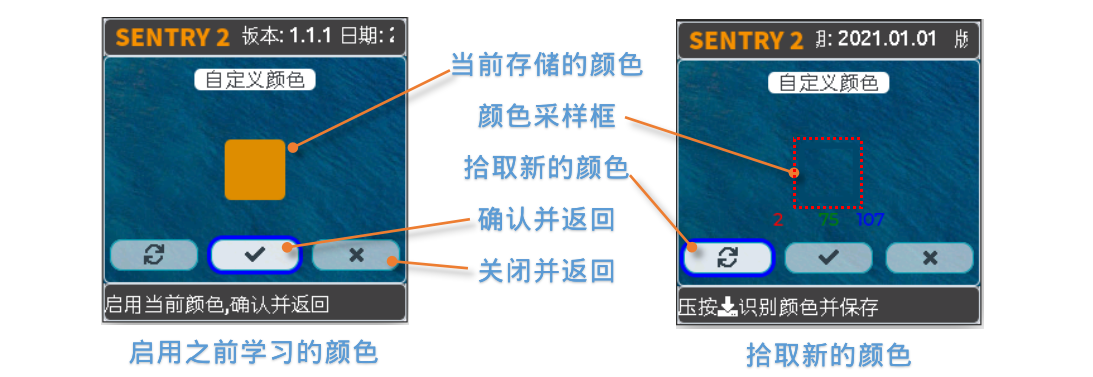 SENTRY 2 版本: 1.1.1 日期:
自定义颜色
启用当前颜色,确认并返回
启用之前学习的颜色
当前存储的颜色
颜色采样框
拾取新的颜色
确认并返回
关闭并返回
SENTRY 2 期: 2021.01.01 版
自定义颜色
2 75 107
压按识别颜色并保存
拾取新的颜色